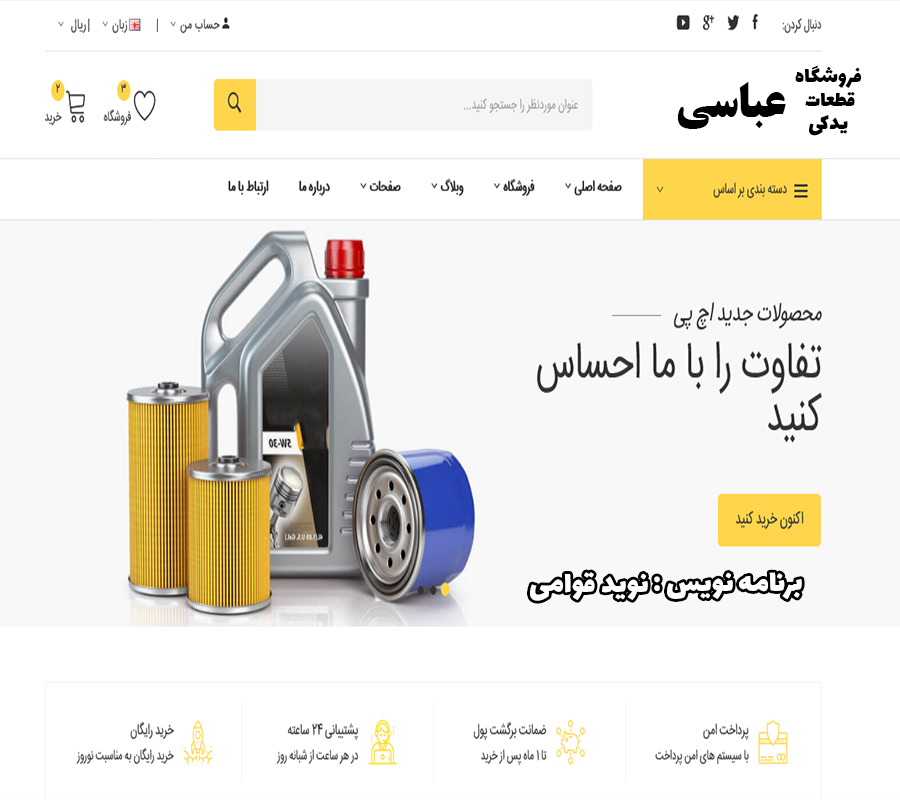 دنبال کردن:
حساب من
|
زبان
|
ریال
فروشگاه
قطعات
یدکی
عباسی
عنوان موردنظر را جستجو کنید...
۳
فروشگاه
۲
خرید
دسته بندی بر اساس
صفحه اصلی
فروشگاه
وبلاگ
صفحات
درباره ما
ارتباط با ما
محصولات جدید اچ پی
تفاوت را با ما احساس
کنید
5W-30
اکنون خرید کنید
برنامه نویس : نوید قوامی
پرداخت امن
با سیستم های امن پرداخت
ضمانت برگشت پول
تا ۱ ماه پس از خرید
پشتیبانی ۲۴ ساعته
در هر ساعت از شبانه روز
خرید رایگان
خرید رایگان به مناسبت نوروز